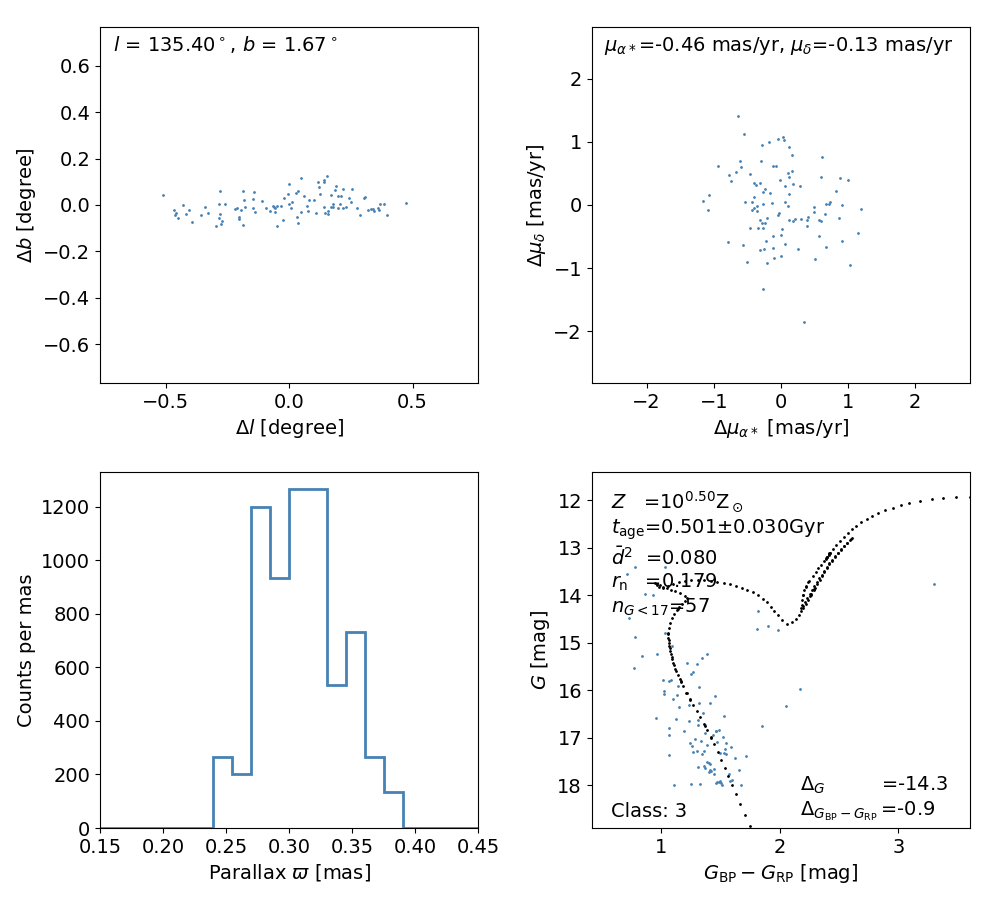 l = 135.40°, b = 1.67°
0.6
0.4
0.2
0.0
−0.2
−0.4
−0.6
Δb [degree]
−0.5 0.0 0.5
Δl [degree]
μα*=-0.46 mas/yr, μδ=-0.13 mas/yr
2
1
0
−1
−2
Δμδ [mas/yr]
−2 −1 0 1 2
Δμα* [mas/yr]
1200
1000
800
600
400
200
0
Counts per mas
0.15 0.20 0.25 0.30 0.35 0.40 0.45
Parallax ϖ [mas]
Z =10^0.50 Z⊙
t_age=0.501±0.030Gyr
d̄² =0.080
r_n =0.179
n_G<17=57
12
13
14
15
16
17
18
G [mag]
Δ_G =-14.3
Δ_GBP−GRP =-0.9
Class: 3
1 2 3
G_BP − G_RP [mag]